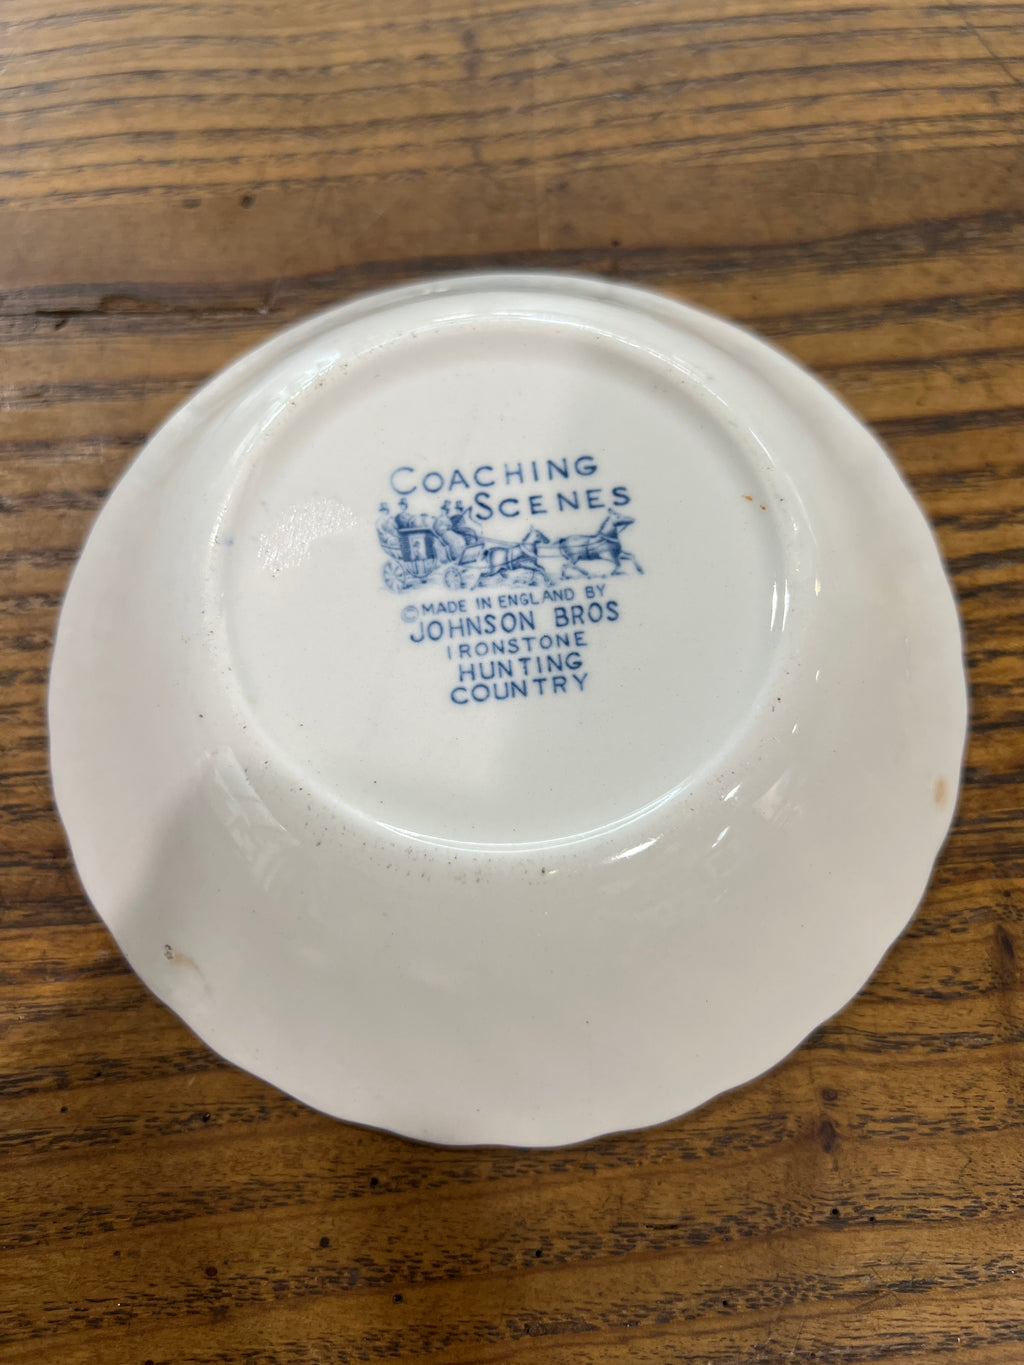 COACHING
SCENES
©MADE IN ENGLAND BY
JOHNSON BROS
IRONSTONE
HUNTING
COUNTRY